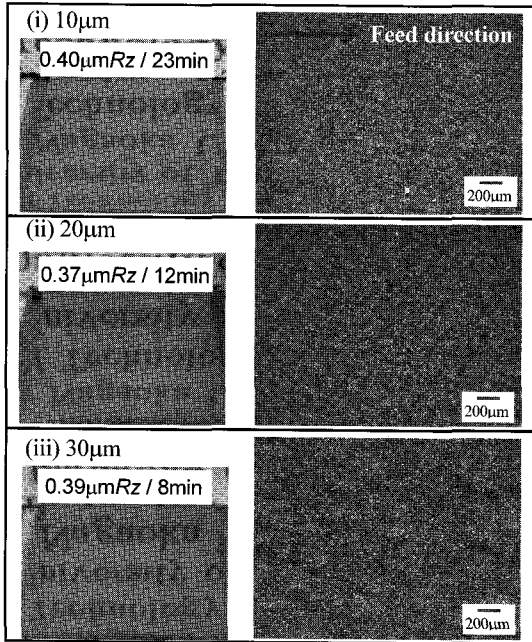 (i) 10μm
Feed direction
0.40μmRz / 23min
200μm
(ii) 20μm
0.37μmRz / 12min
200μm
(iii) 30μm
0.39μmRz / 8min
200μm